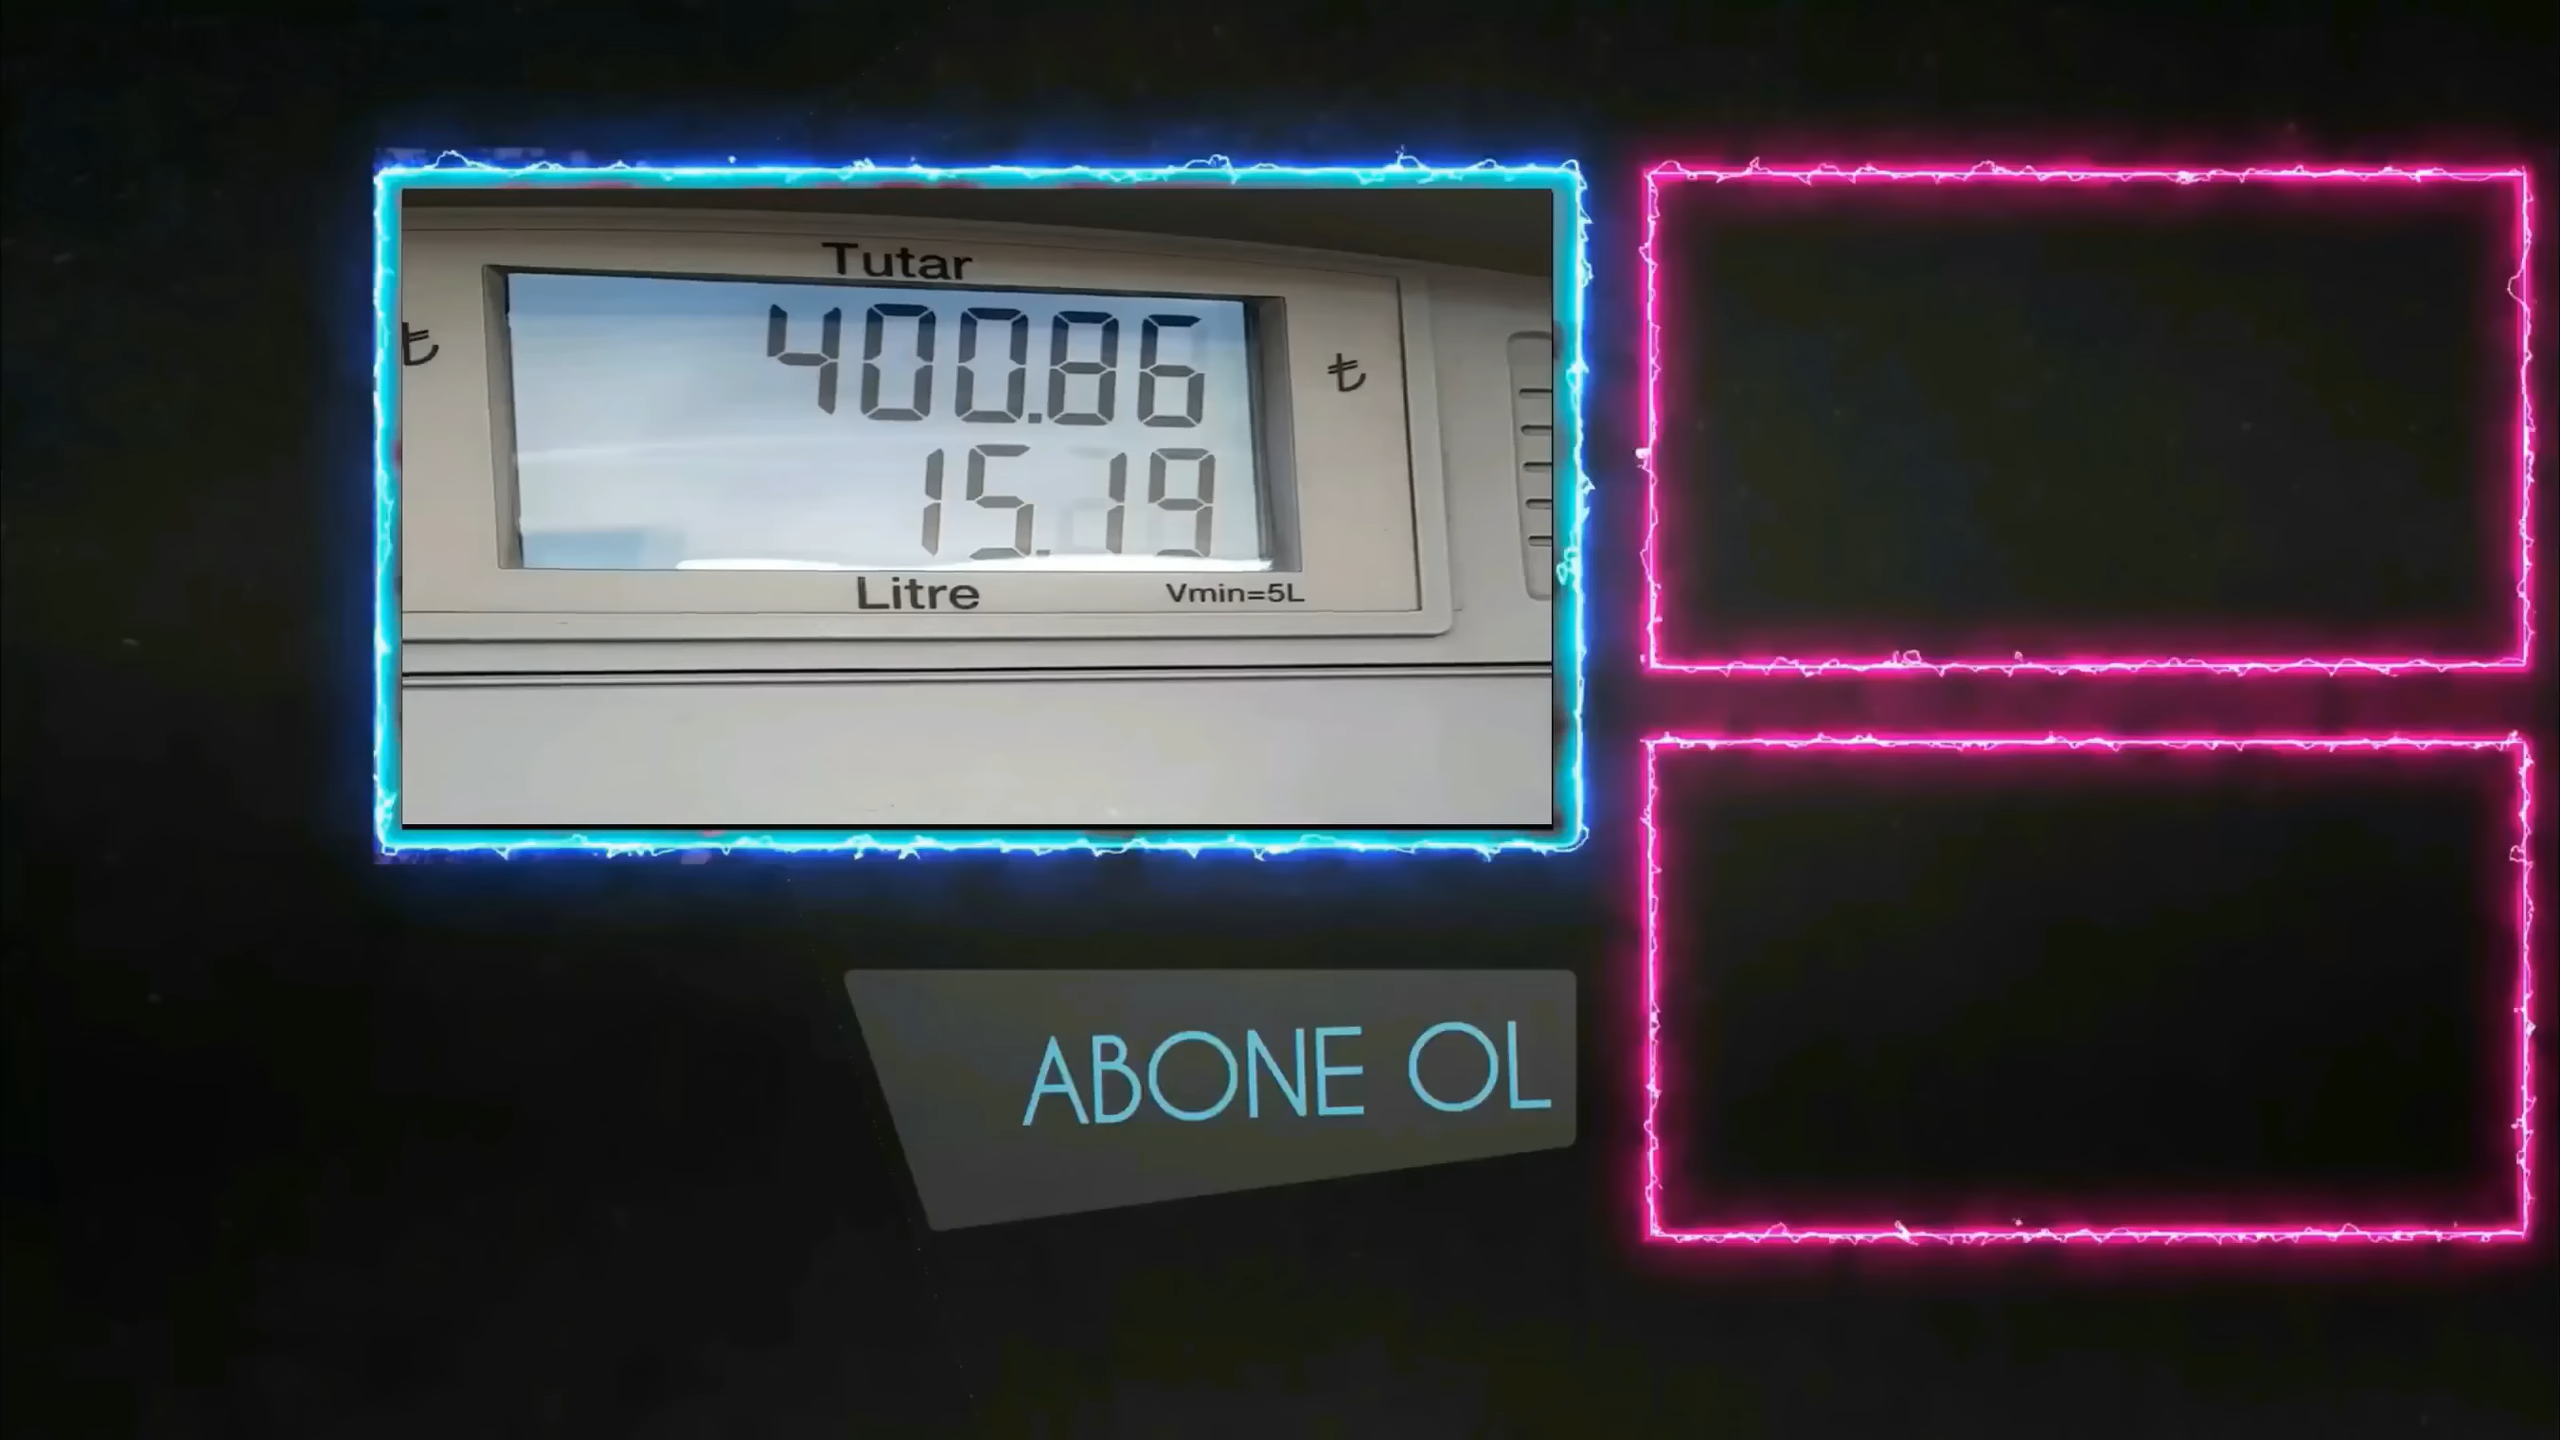 Tutar
₺ 400.86 ₺
15.19
Litre Vmin=5L
ABONE OL